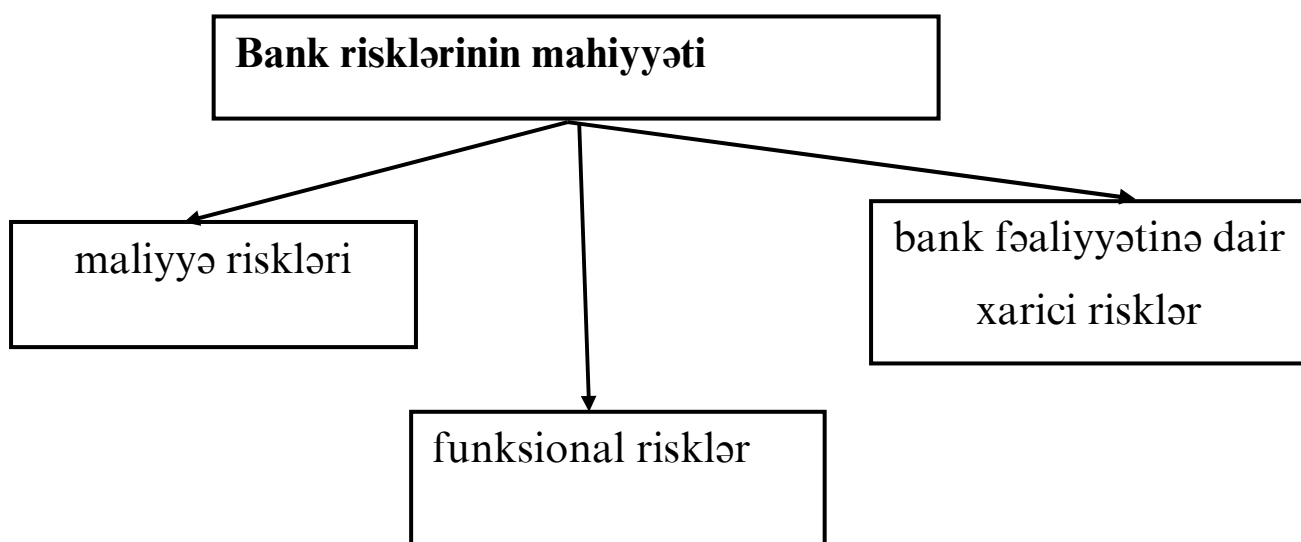 Bank risklərinin mahiyyəti
maliyyə riskləri
bank fəaliyyətinə dair
xarici risklər
funksional risklər